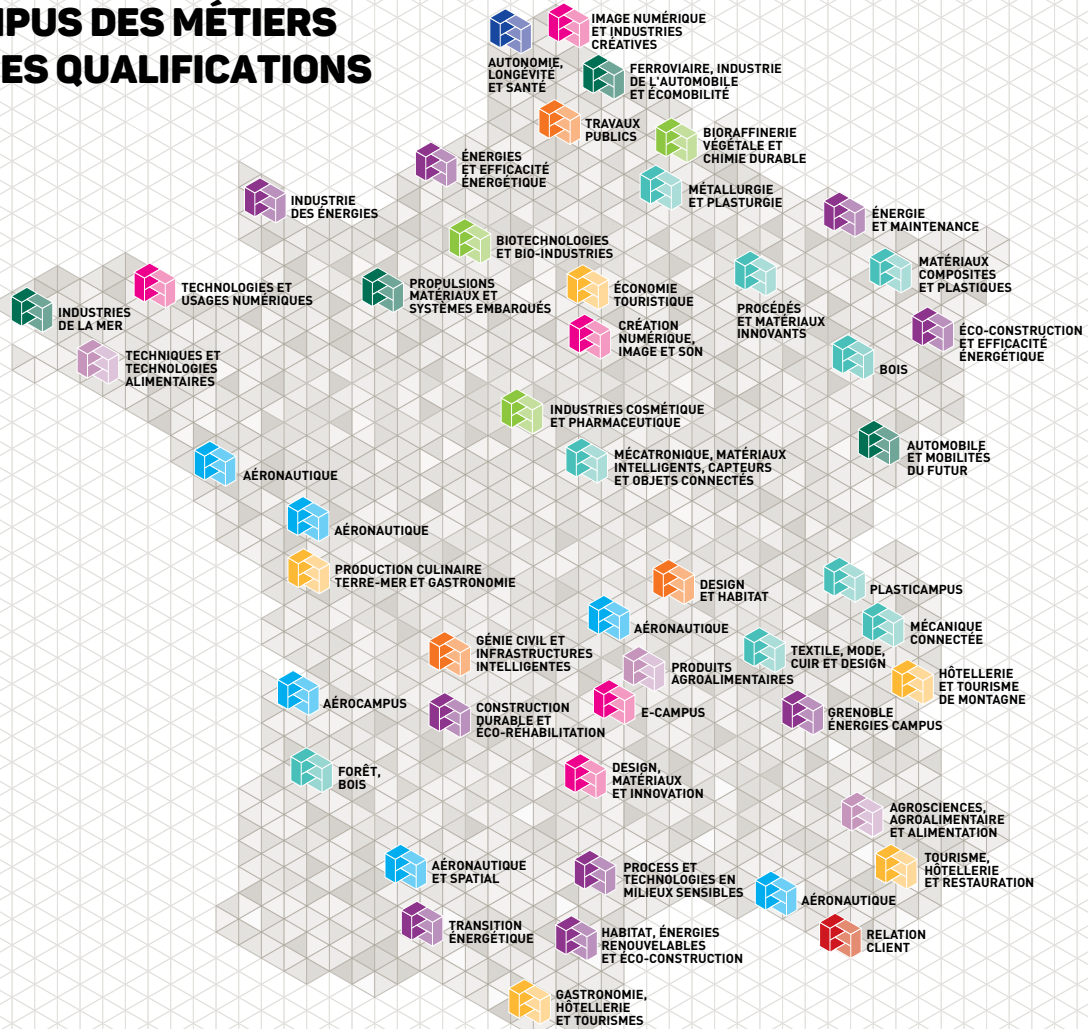 IPUS DES MÉTIERS
ES QUALIFICATIONS
IMAGE NUMÉRIQUE
ET INDUSTRIES
CRÉATIVES
AUTONOMIE,
LONGÉVITÉ
ET SANTÉ
FERROVIAIRE, INDUSTRIE
DE L'AUTOMOBILE
ET ÉCOMOBILITÉ
TRAVAUX
PUBLICS
BIORAFFINERIE
VÉGÉTALE ET
CHIMIE DURABLE
ÉNERGIES
ET EFFICACITÉ
ÉNERGÉTIQUE
MÉTALLURGIE
ET PLASTURGIE
INDUSTRIE
DES ÉNERGIES
ÉNERGIE
ET MAINTENANCE
BIOTECHNOLOGIES
ET BIO-INDUSTRIES
MATÉRIAUX
COMPOSITES
ET PLASTIQUES
TECHNOLOGIES ET
USAGES NUMÉRIQUES
PROPULSIONS
MATÉRIAUX ET
SYSTÈMES EMBARQUÉS
ÉCONOMIE
TOURISTIQUE
PROCÉDÉS
ET MATÉRIAUX
INNOVANTS
INDUSTRIES
DE LA MER
CRÉATION
NUMÉRIQUE,
IMAGE ET SON
ÉCO-CONSTRUCTION
ET EFFICACITÉ
ÉNERGÉTIQUE
TECHNIQUES ET
TECHNOLOGIES
ALIMENTAIRES
BOIS
INDUSTRIES COSMÉTIQUE
ET PHARMACEUTIQUE
AUTOMOBILE
ET MOBILITÉS
DU FUTUR
MÉCATRONIQUE, MATÉRIAUX
INTELLIGENTS, CAPTEURS
ET OBJETS CONNECTÉS
AÉRONAUTIQUE
AÉRONAUTIQUE
PRODUCTION CULINAIRE
TERRE-MER ET GASTRONOMIE
DESIGN
ET HABITAT
PLASTICAMPUS
AÉRONAUTIQUE
MÉCANIQUE
CONNECTÉE
GÉNIE CIVIL ET
INFRASTRUCTURES
INTELLIGENTES
TEXTILE, MODE,
CUIR ET DESIGN
PRODUITS
AGROALIMENTAIRES
HÔTELLERIE
ET TOURISME
DE MONTAGNE
AÉROCAMPUS
CONSTRUCTION
DURABLE ET
ÉCO-RÉHABILITATION
E-CAMPUS
GRENOBLE
ÉNERGIES CAMPUS
FORÊT,
BOIS
DESIGN,
MATÉRIAUX
ET INNOVATION
AGROSCIENCES,
AGROALIMENTAIRE
ET ALIMENTATION
AÉRONAUTIQUE
ET SPATIAL
PROCESS ET
TECHNOLOGIES EN
MILIEUX SENSIBLES
TOURISME,
HÔTELLERIE
ET RESTAURATION
AÉRONAUTIQUE
TRANSITION
ÉNERGÉTIQUE
HABITAT, ÉNERGIES
RENOUVELABLES
ET ÉCO-CONSTRUCTION
RELATION
CLIENT
GASTRONOMIE,
HÔTELLERIE
ET TOURISMES